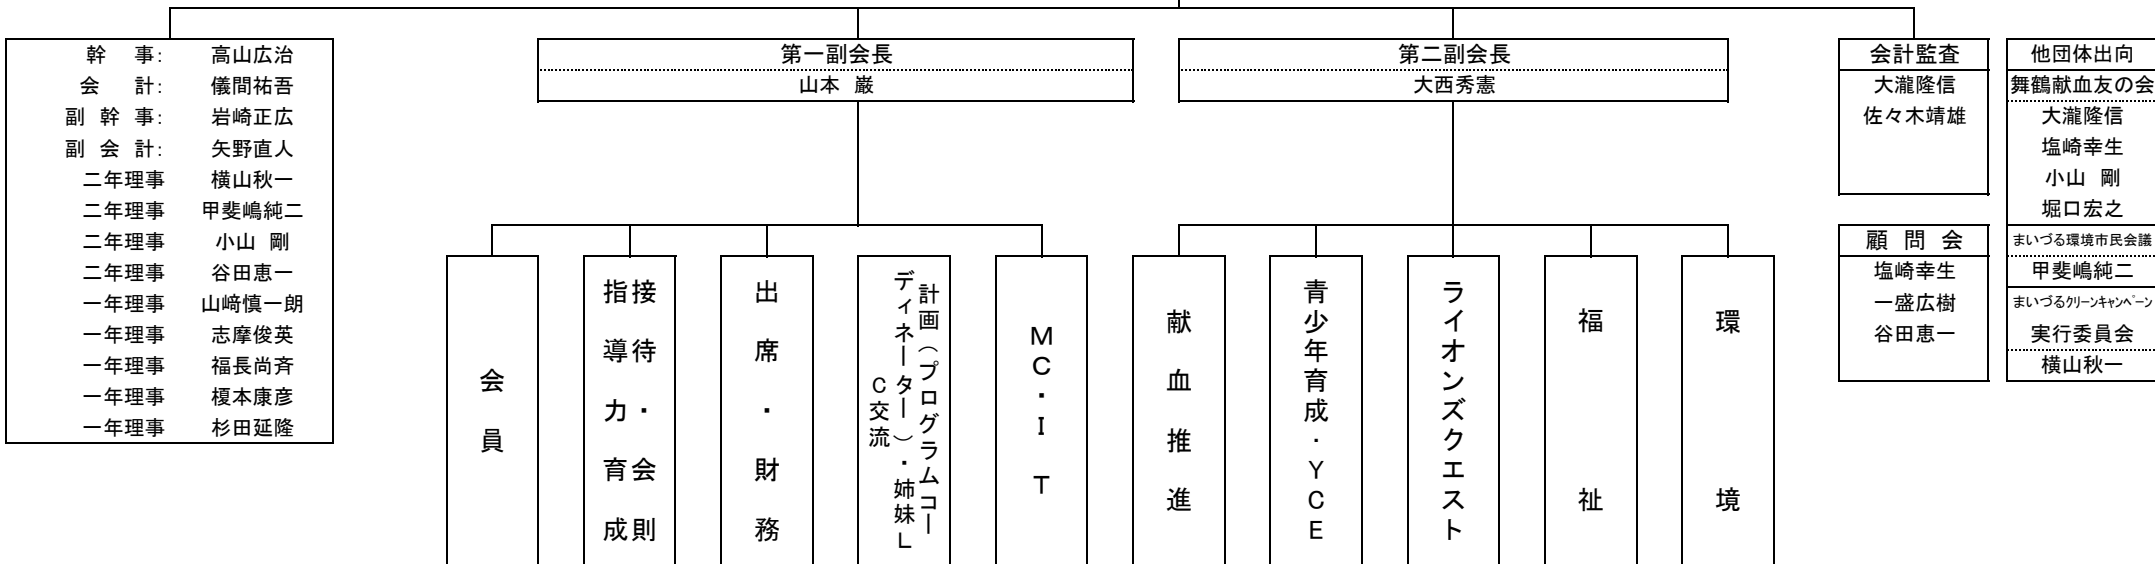 幹 事: 高山広治
会 計: 儀間祐吾
副 幹 事: 岩崎正広
副 会 計: 矢野直人
二年理事 横山秋一
二年理事 甲斐嶋純二
二年理事 小山 剛
二年理事 谷田恵一
一年理事 山﨑慎一朗
一年理事 志摩俊英
一年理事 福長尚斉
一年理事 榎本康彦
一年理事 杉田延隆
第一副会長
山本 巌
第二副会長
大西秀憲
会計監査
大瀧隆信
佐々木靖雄
顧 問 会
塩崎幸生
一盛広樹
谷田恵一
他団体出向
舞鶴献血友の会
大瀧隆信
塩崎幸生
小山 剛
堀口宏之
まいづる環境市民会議
甲斐嶋純二
まいづるクリーンキャンペーン
実行委員会
横山秋一
会員
接待・会則
指導力育成
出席・財務
計画(プログラムコー
ディネーター)・姉妹L
C交流
MC・IT
献血推進
青少年育成・YCE
ライオンズクエスト
福祉
環境